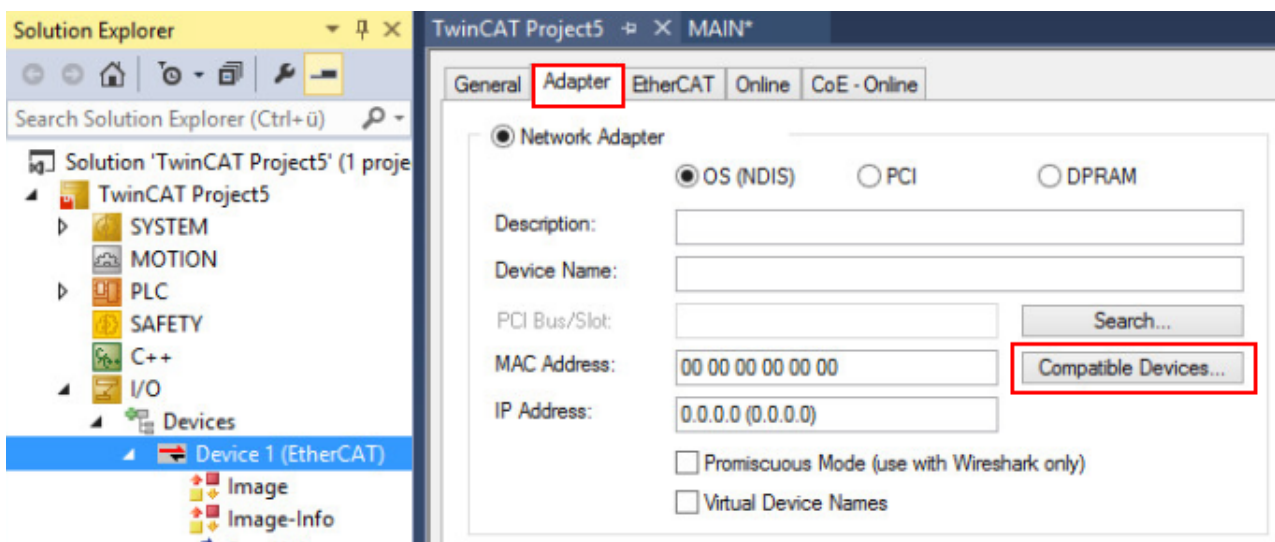 Solution Explorer
Search Solution Explorer (Ctrl+ü)
Solution 'TwinCAT Project5' (1 proje
TwinCAT Project5
SYSTEM
MOTION
PLC
SAFETY
C++
I/O
Devices
Device 1 (EtherCAT)
Image
Image-Info
TwinCAT Project5 MAIN*
General Adapter EtherCAT Online CoE - Online
Network Adapter
OS (NDIS) PCI DPRAM
Description:
Device Name:
PCI Bus/Slot: Search...
MAC Address: 00 00 00 00 00 00 Compatible Devices...
IP Address: 0.0.0.0 (0.0.0.0)
Promiscuous Mode (use with Wireshark only)
Virtual Device Names